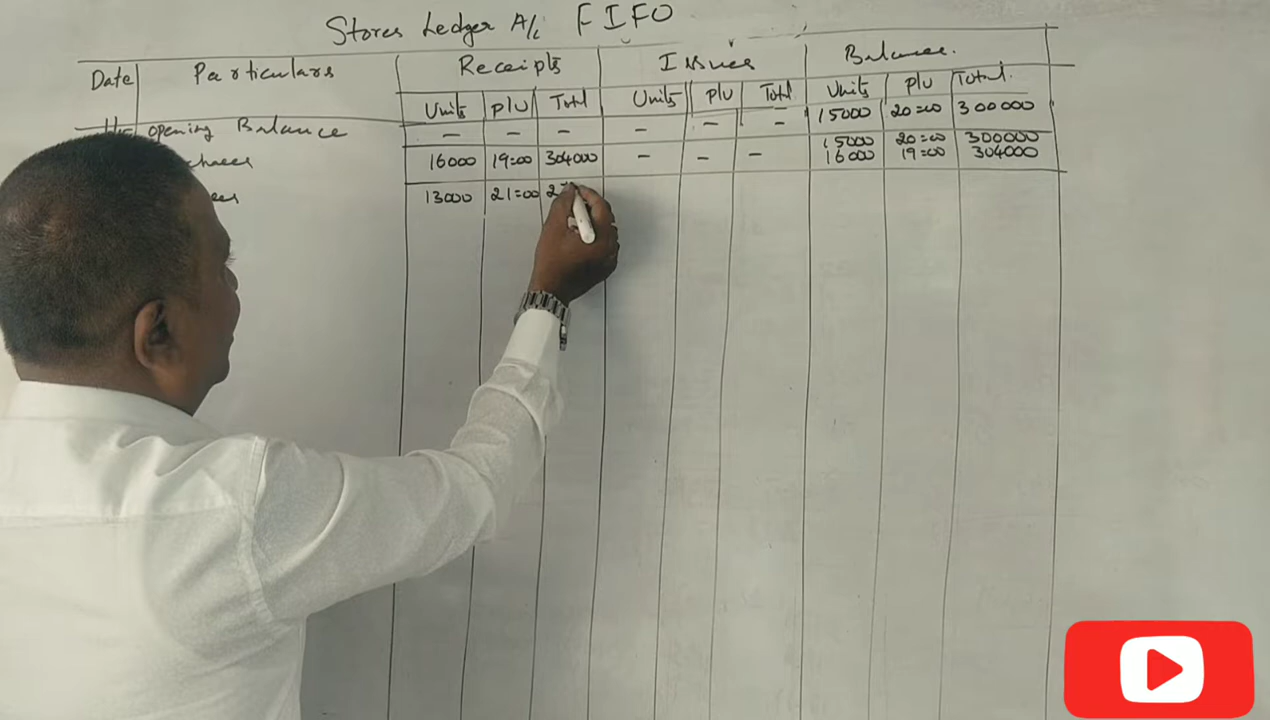 Stores Ledger A/c FIFO
Date Particulars Receipts Issues Balance.
Units P/U Total Units P/U Total Units P/U Total.
opening Balance - - - - - - 15000 20=00 300000
16000 19=00 304000 - - - 15000 20=00 300000
16000 19=00 304000
13000 21=00 2